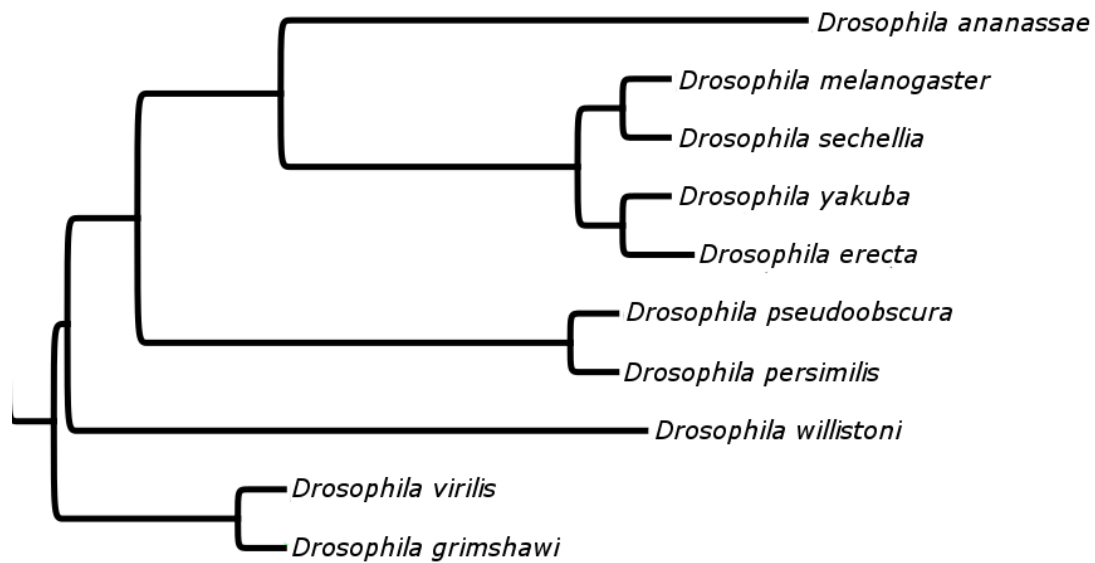 Drosophila ananassae
Drosophila melanogaster
Drosophila sechellia
Drosophila yakuba
Drosophila erecta
Drosophila pseudoobscura
Drosophila persimilis
Drosophila willistoni
Drosophila virilis
Drosophila grimshawi